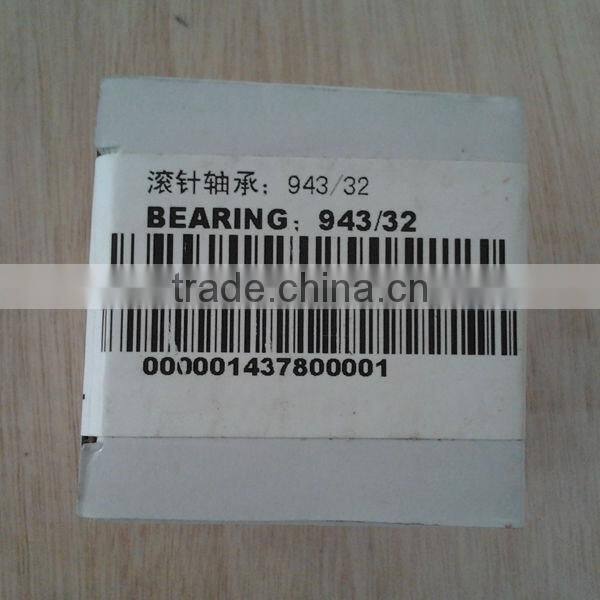 滚针轴承：943/32
BEARING：943/32
trade.china.cn
000001437800001